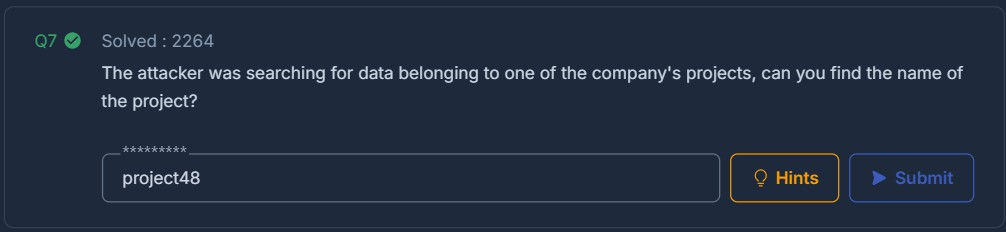 Q7 Solved : 2264
The attacker was searching for data belonging to one of the company's projects, can you find the name of
the project?
*********
project48
Hints
Submit